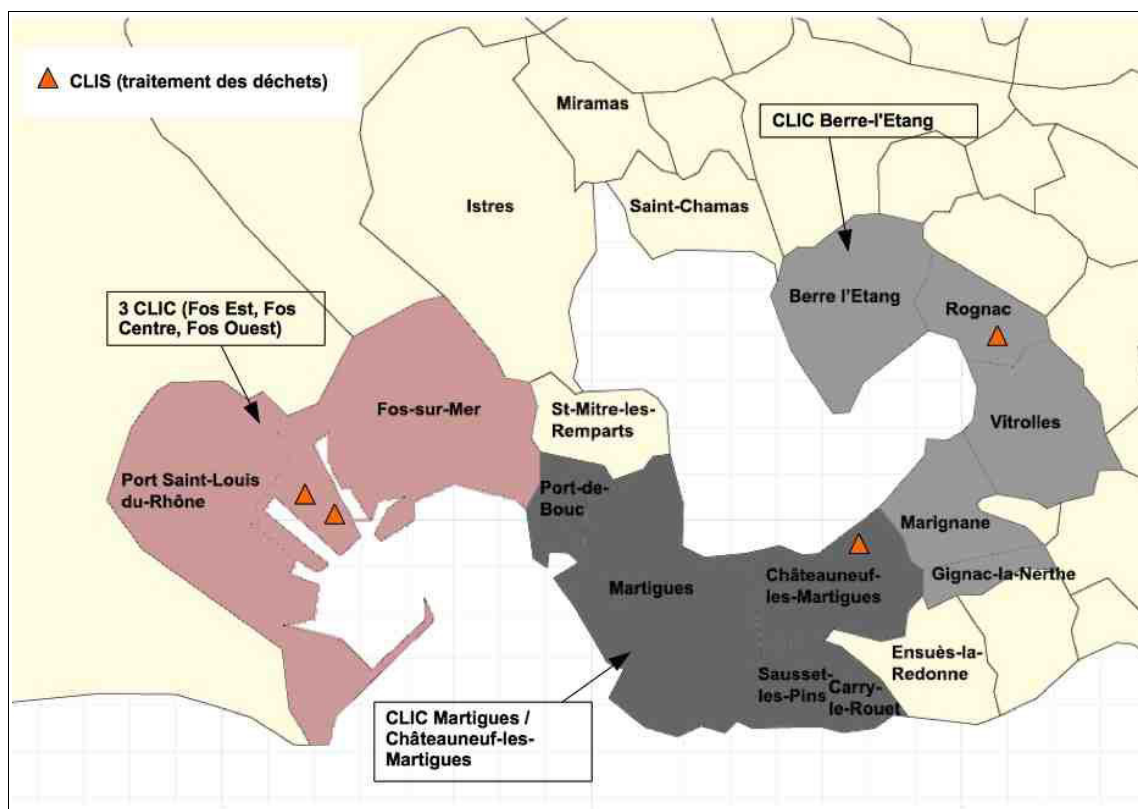 CLIS (traitement des déchets)
Miramas
CLIC Berre-l'Etang
Istres
Saint-Chamas
Berre l'Etang
Rognac
3 CLIC (Fos Est, Fos
Centre, Fos Ouest)
Fos-sur-Mer
St-Mitre-les-
Remparts
Vitrolles
Port Saint-Louis
du-Rhône
Port-de-
Bouc
Marignane
Martigues
Châteauneuf-
les-Martigues
Gignac-la-Nerthe
Ensuès-la-
Redonne
Sausset-
les-Pins
Carry-
le-Rouet
CLIC Martigues /
Châteauneuf-les-
Martigues